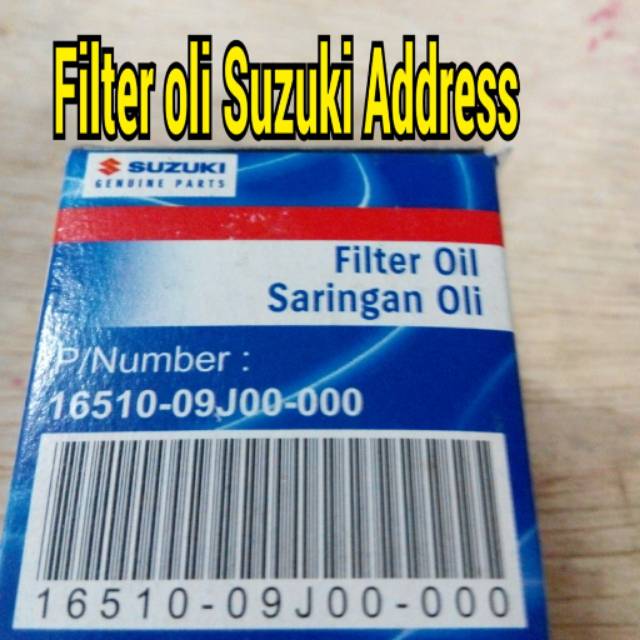 Filter oli Suzuki Address
SUZUKI
GENUINE PARTS
Filter Oil
Saringan Oli
P/Number :
16510-09J00-000
16510-09J00-000